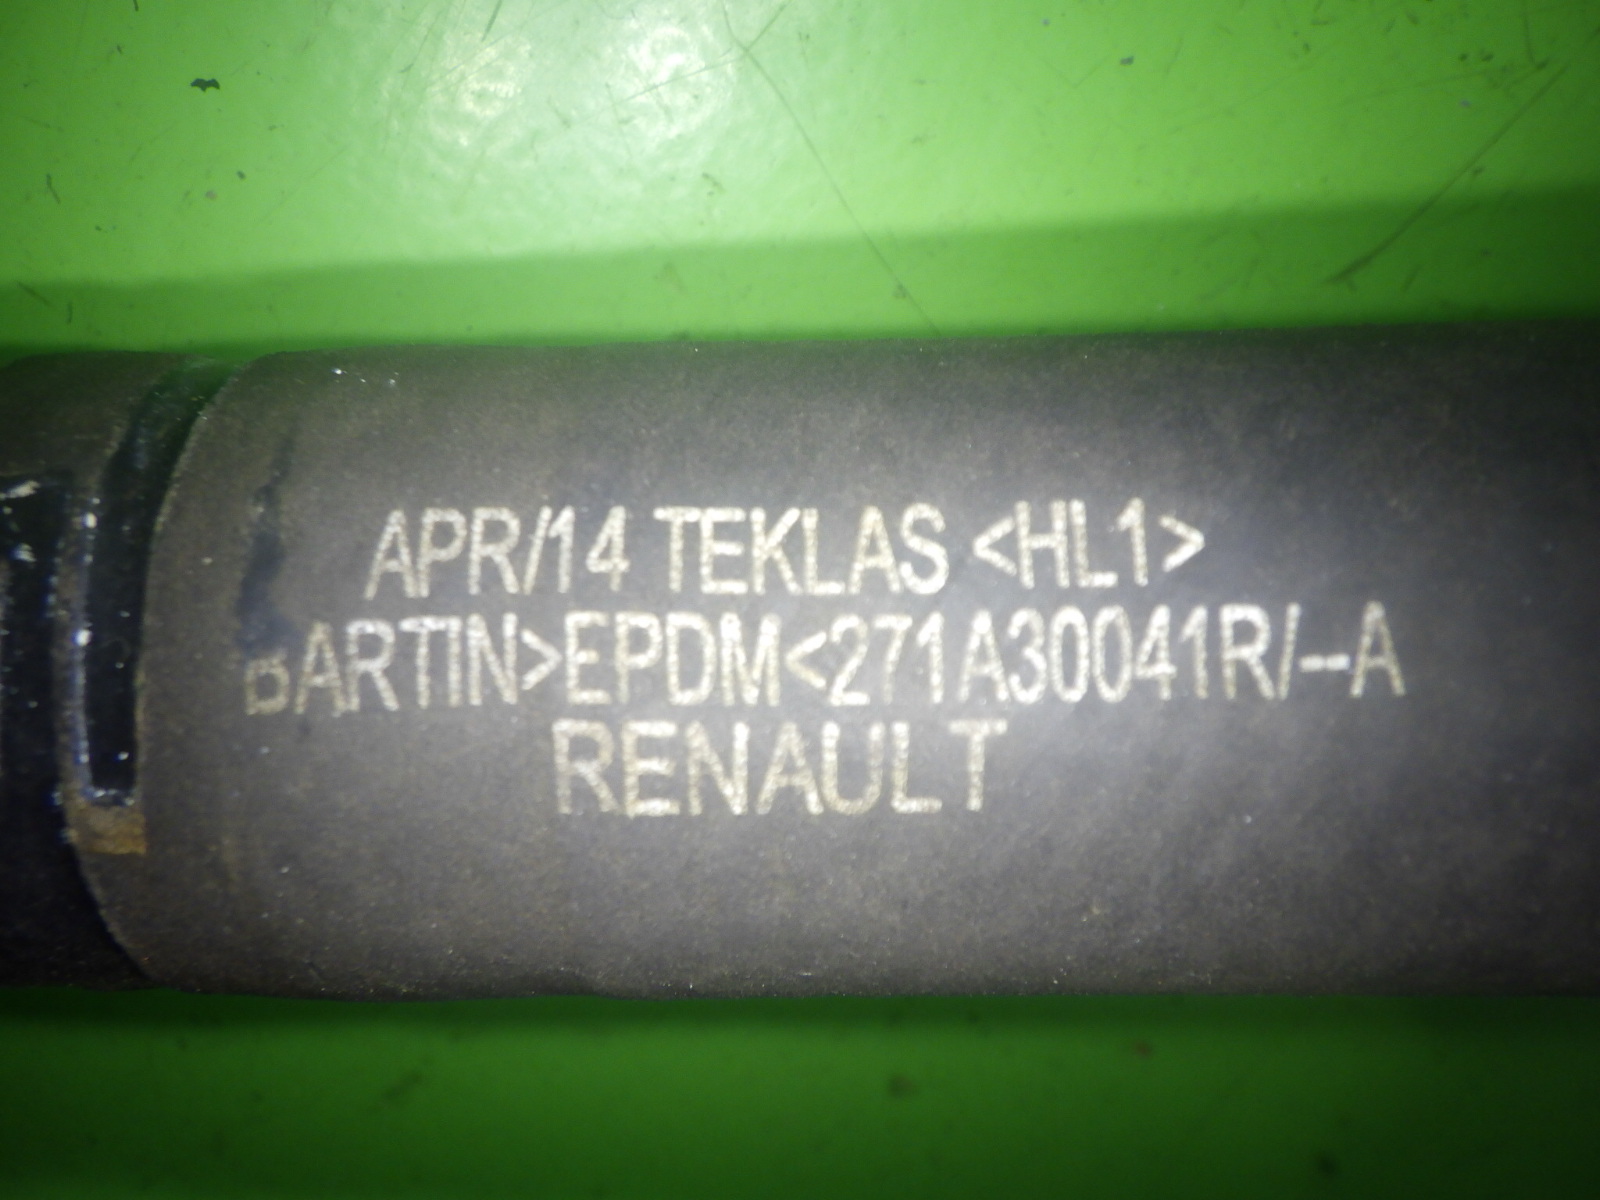 APR/14 TEKLAS <HL1>
BARTIN>EPDM<271A30041R/--A
RENAULT